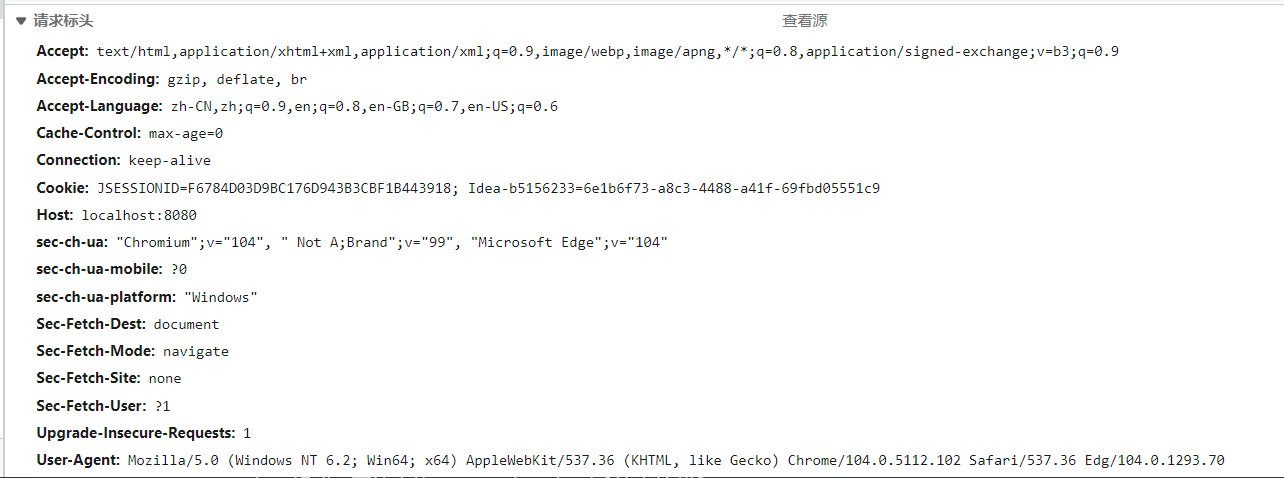 ▼ 请求标头 查看源
Accept: text/html,application/xhtml+xml,application/xml;q=0.9,image/webp,image/apng,*/*;q=0.8,application/signed-exchange;v=b3;q=0.9
Accept-Encoding: gzip, deflate, br
Accept-Language: zh-CN,zh;q=0.9,en;q=0.8,en-GB;q=0.7,en-US;q=0.6
Cache-Control: max-age=0
Connection: keep-alive
Cookie: JSESSIONID=F6784D03D9BC176D943B3CBF1B443918; Idea-b5156233=6e1b6f73-a8c3-4488-a41f-69fbd05551c9
Host: localhost:8080
sec-ch-ua: "Chromium";v="104", " Not A;Brand";v="99", "Microsoft Edge";v="104"
sec-ch-ua-mobile: ?0
sec-ch-ua-platform: "Windows"
Sec-Fetch-Dest: document
Sec-Fetch-Mode: navigate
Sec-Fetch-Site: none
Sec-Fetch-User: ?1
Upgrade-Insecure-Requests: 1
User-Agent: Mozilla/5.0 (Windows NT 6.2; Win64; x64) AppleWebKit/537.36 (KHTML, like Gecko) Chrome/104.0.5112.102 Safari/537.36 Edg/104.0.1293.70